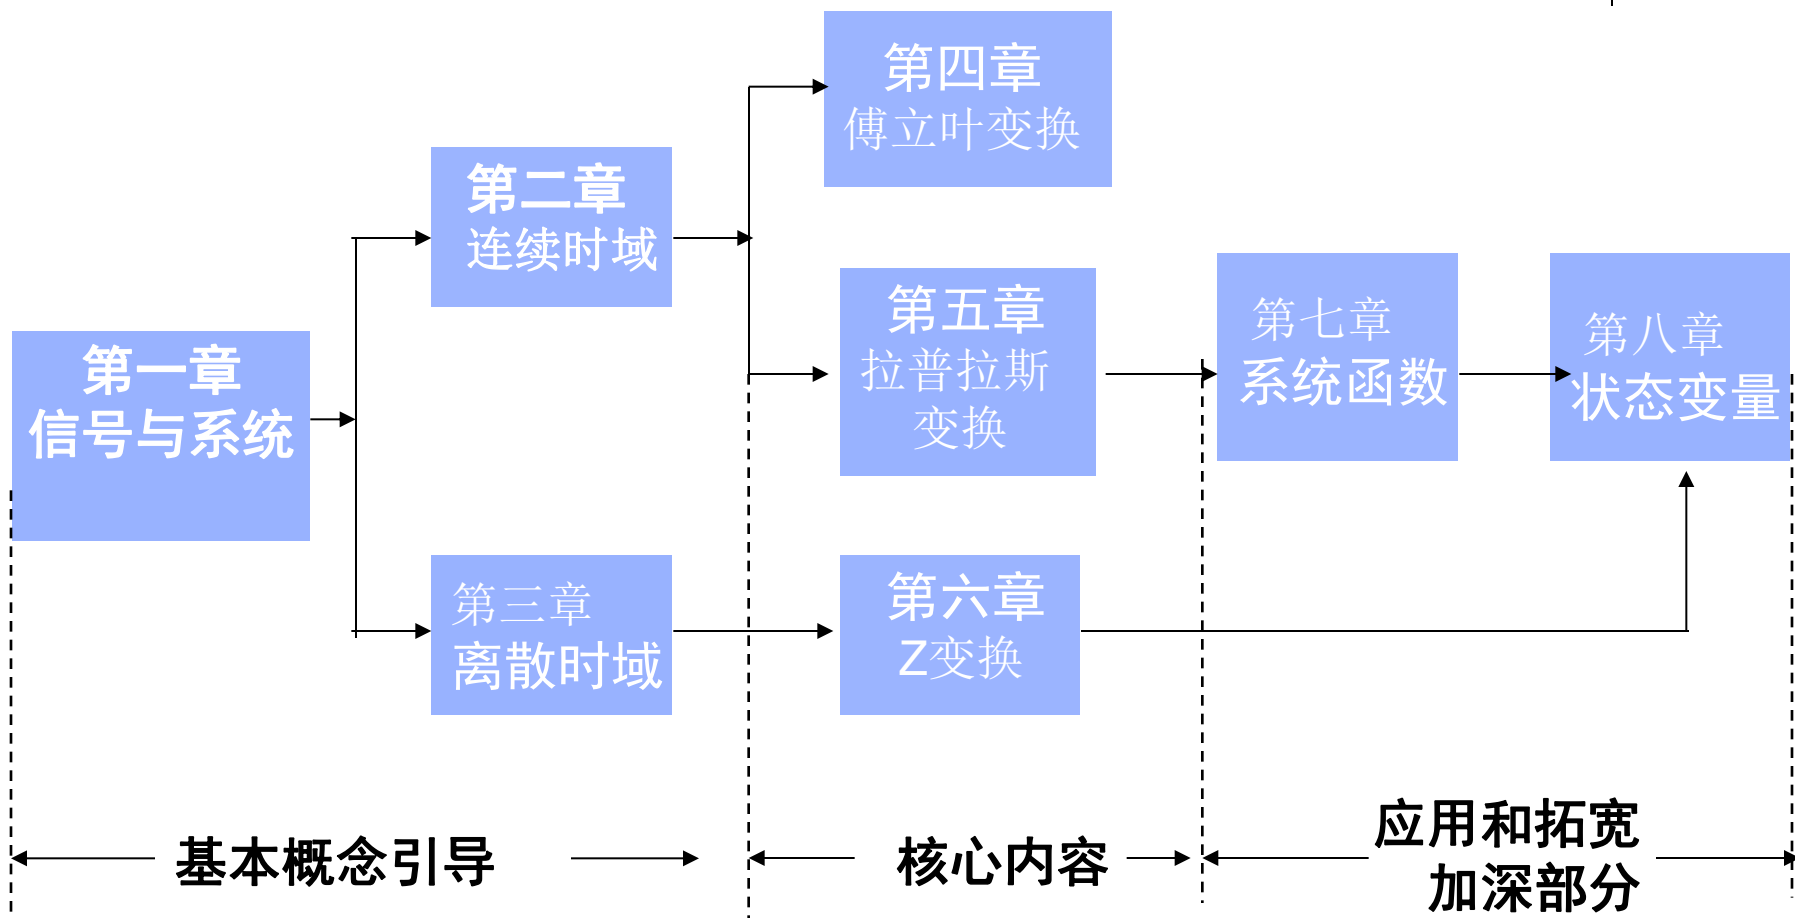 第一章
信号与系统
第二章
连续时域
第三章
离散时域
第四章
傅立叶变换
第五章
拉普拉斯
变换
第六章
Z变换
第七章
系统函数
第八章
状态变量
基本概念引导
核心内容
应用和拓宽
加深部分